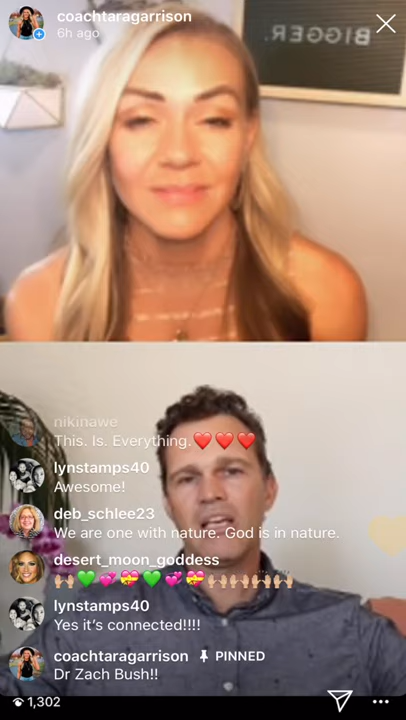 coachtaragarrison
6h ago
BIGGER.
nikinawe
This. Is. Everything.❤️❤️❤️
lynstamps40
Awesome!
deb_schlee23
We are one with nature. God is in nature.
desert_moon_goddess
🙌🏼💚💞💝💚💞💝🙌🏼🙌🏼🙌🏼🙌🏼
lynstamps40
Yes it’s connected!!!!
coachtaragarrison PINNED
Dr Zach Bush!!
1,302